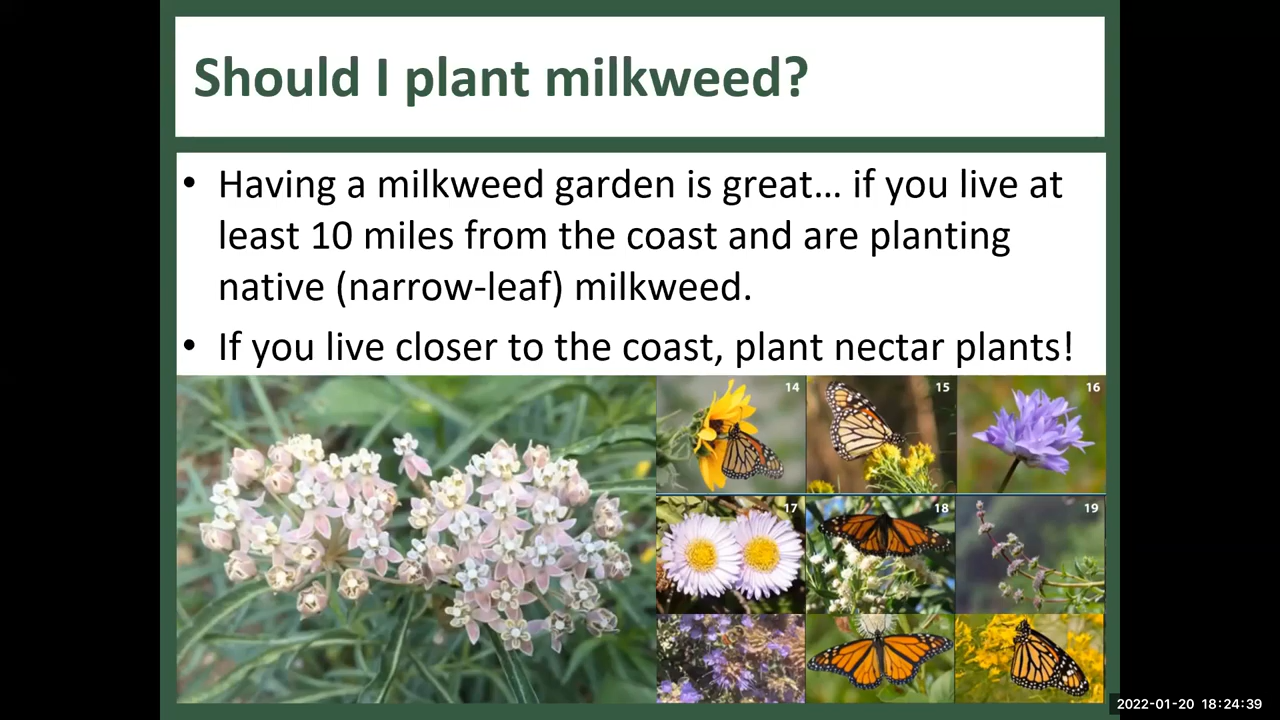 Should I plant milkweed?
• Having a milkweed garden is great… if you live at
least 10 miles from the coast and are planting
native (narrow-leaf) milkweed.
• If you live closer to the coast, plant nectar plants!
14 15 16
17 18 19
2022-01-20 18:24:39